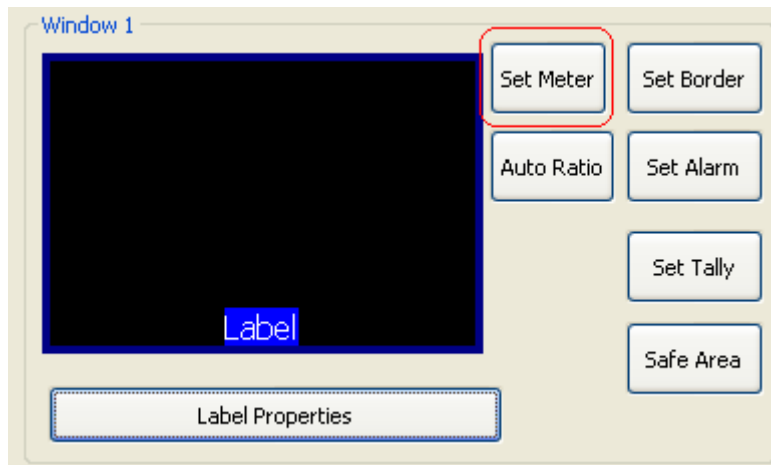 Window 1
Set Meter
Set Border
Auto Ratio
Set Alarm
Set Tally
Label
Safe Area
Label Properties